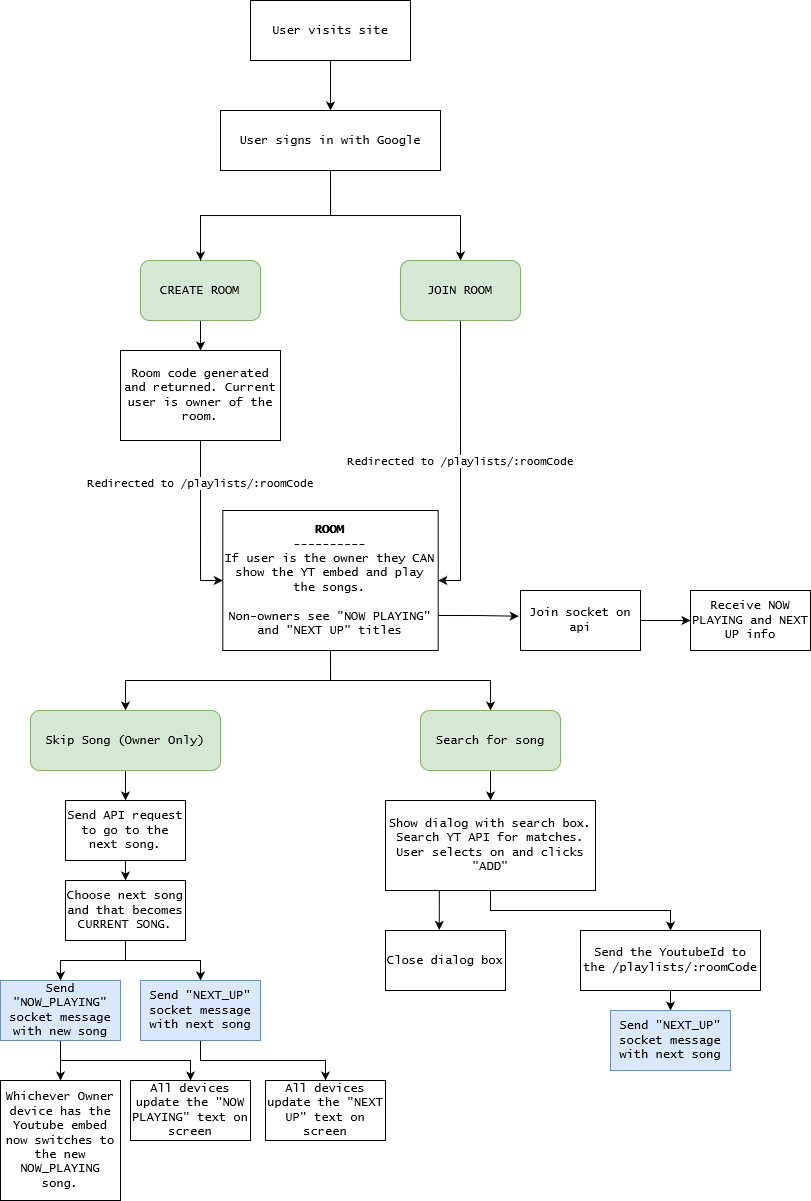 User visits site
User signs in with Google
CREATE ROOM
JOIN ROOM
Room code generated
and returned. Current
user is owner of the
room.
Redirected to /playlists/:roomCode
Redirected to /playlists/:roomCode
ROOM
----------
If user is the owner they CAN
show the YT embed and play
the songs.
Non-owners see "NOW PLAYING"
and "NEXT UP" titles
Join socket on
api
Receive NOW
PLAYING and NEXT
UP info
Skip Song (Owner Only)
Search for song
Send API request
to go to the
next song.
Choose next song
and that becomes
CURRENT SONG.
Show dialog with search box.
Search YT API for matches.
User selects on and clicks
"ADD"
Close dialog box
Send the YoutubeId to
the /playlists/:roomCode
Send
"NOW_PLAYING"
socket message
with new song
Send "NEXT_UP"
socket message
with next song
Send "NEXT_UP"
socket message
with next song
Whichever Owner
device has the
Youtube embed
now switches to
the new
NOW_PLAYING
song.
All devices
update the "NOW
PLAYING" text on
screen
All devices
update the "NEXT
UP" text on
screen